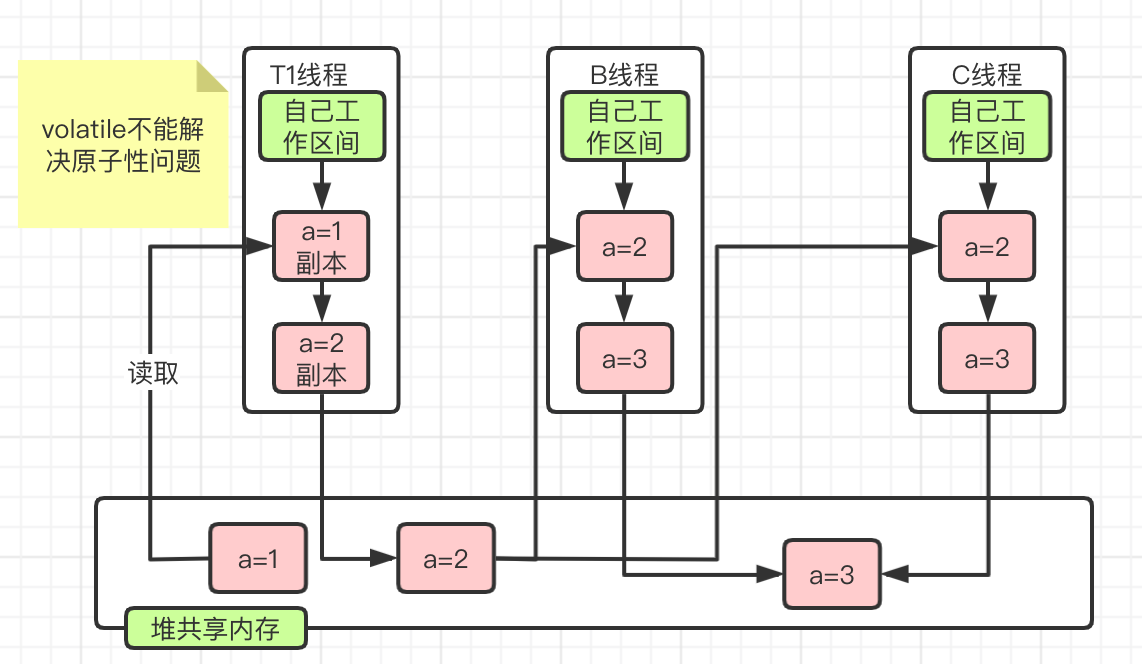 volatile不能解
决原子性问题
T1线程
自己工
作区间
a=1
副本
a=2
副本
B线程
自己工
作区间
a=2
a=3
C线程
自己工
作区间
a=2
a=3
读取
a=1
a=2
a=3
堆共享内存